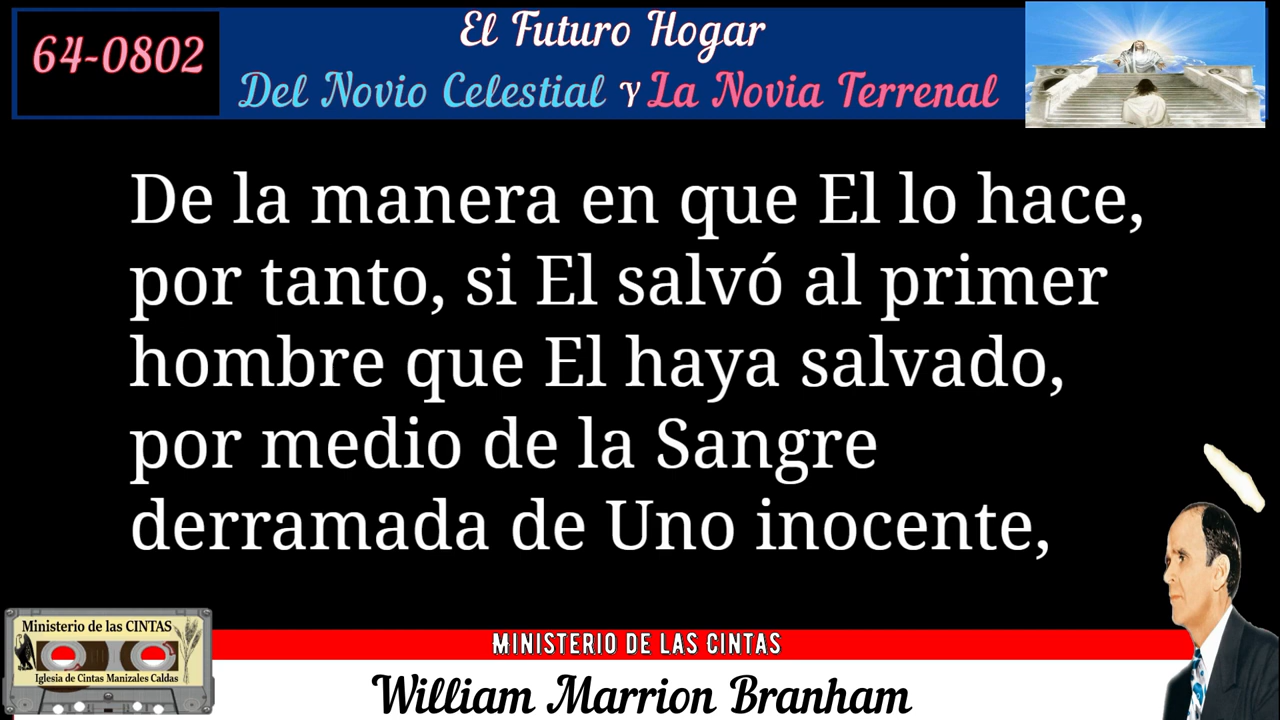 64-0802
El Futuro Hogar
Del Novio Celestial Y La Novia Terrenal
De la manera en que El lo hace,
por tanto, si El salvó al primer
hombre que El haya salvado,
por medio de la Sangre
derramada de Uno inocente,
Ministerio de las CINTAS
Iglesia de Cintas Manizales Caldas
MINISTERIO DE LAS CINTAS
William Marrion Branham